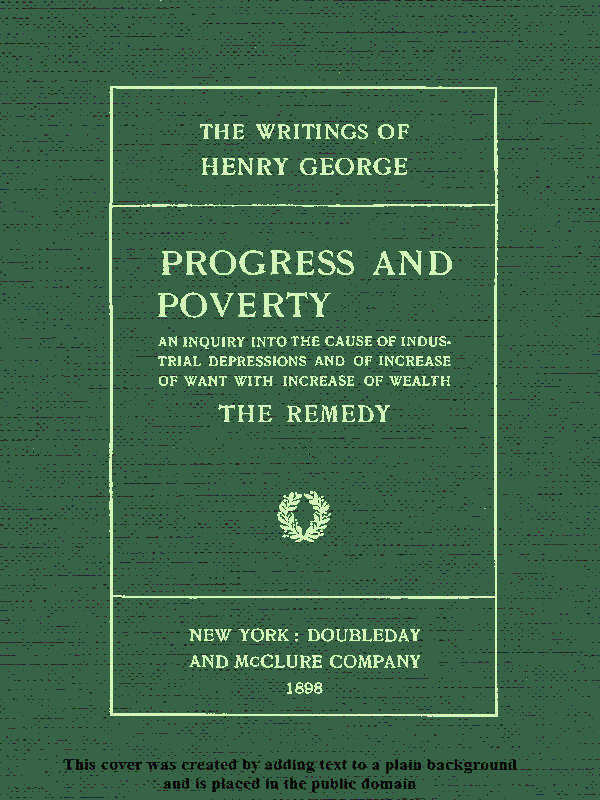 THE WRITINGS OF
HENRY GEORGE
PROGRESS AND
POVERTY
AN INQUIRY INTO THE CAUSE OF INDUS-
TRIAL DEPRESSIONS AND OF INCREASE
OF WANT WITH INCREASE OF WEALTH
THE REMEDY
NEW YORK: DOUBLEDAY
AND McCLURE COMPANY
1898
This cover was created by adding text to a plain background
and is placed in the public domain